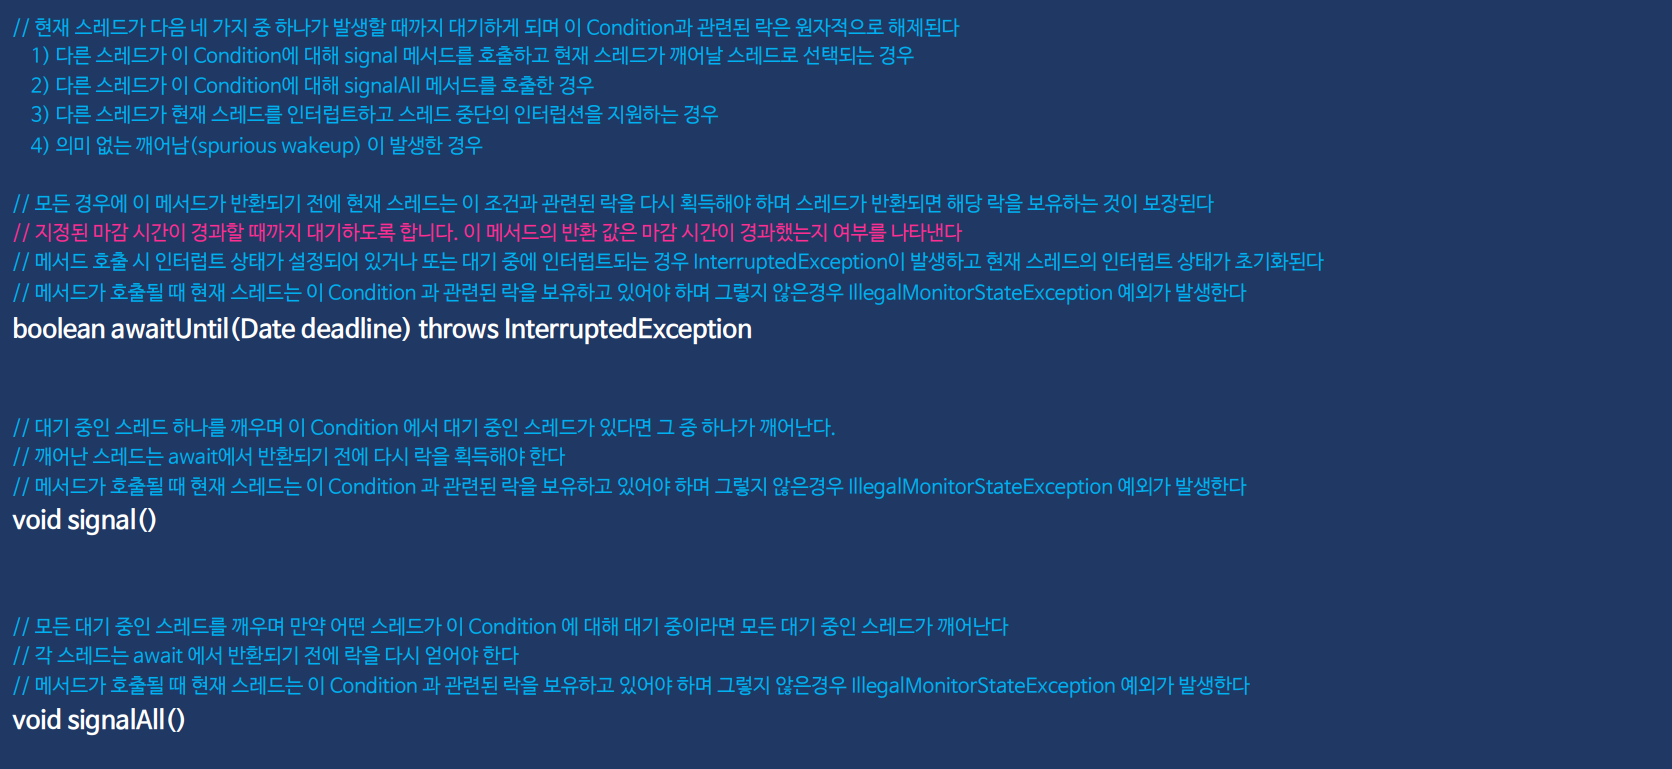 // 현재 스레드가 다음 네 가지 중 하나가 발생할 때까지 대기하게 되며 이 Condition과 관련된 락은 원자적으로 해제된다
1) 다른 스레드가 이 Condition에 대해 signal 메서드를 호출하고 현재 스레드가 깨어날 스레드로 선택되는 경우
2) 다른 스레드가 이 Condition에 대해 signalAll 메서드를 호출한 경우
3) 다른 스레드가 현재 스레드를 인터럽트하고 스레드 중단의 인터럽션을 지원하는 경우
4) 의미 없는 깨어남(spurious wakeup) 이 발생한 경우
// 모든 경우에 이 메서드가 반환되기 전에 현재 스레드는 이 조건과 관련된 락을 다시 획득해야 하며 스레드가 반환되면 해당 락을 보유하는 것이 보장된다
// 지정된 마감 시간이 경과할 때까지 대기하도록 합니다. 이 메서드의 반환 값은 마감 시간이 경과했는지 여부를 나타낸다
// 메서드 호출 시 인터럽트 상태가 설정되어 있거나 또는 대기 중에 인터럽트되는 경우 InterruptedException이 발생하고 현재 스레드의 인터럽트 상태가 초기화된다
// 메서드가 호출될 때 현재 스레드는 이 Condition 과 관련된 락을 보유하고 있어야 하며 그렇지 않은경우 IllegalMonitorStateException 예외가 발생한다
boolean awaitUntil(Date deadline) throws InterruptedException
// 대기 중인 스레드 하나를 깨우며 이 Condition 에서 대기 중인 스레드가 있다면 그 중 하나가 깨어난다.
// 깨어난 스레드는 await에서 반환되기 전에 다시 락을 획득해야 한다
// 메서드가 호출될 때 현재 스레드는 이 Condition 과 관련된 락을 보유하고 있어야 하며 그렇지 않은경우 IllegalMonitorStateException 예외가 발생한다
void signal()
// 모든 대기 중인 스레드를 깨우며 만약 어떤 스레드가 이 Condition 에 대해 대기 중이라면 모든 대기 중인 스레드가 깨어난다
// 각 스레드는 await 에서 반환되기 전에 락을 다시 얻어야 한다
// 메서드가 호출될 때 현재 스레드는 이 Condition 과 관련된 락을 보유하고 있어야 하며 그렇지 않은경우 IllegalMonitorStateException 예외가 발생한다
void signalAll()